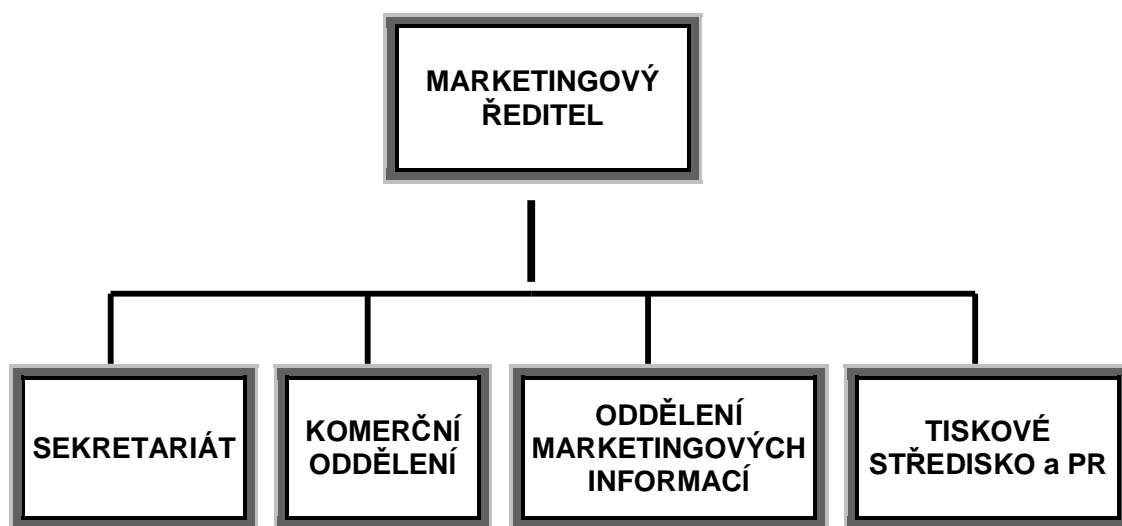 MARKETINGOVÝ
ŘEDITEL
SEKRETARIÁT
KOMERČNÍ
ODDĚLENÍ
ODDĚLENÍ
MARKETINGOVÝCH
INFORMACÍ
TISKOVÉ
STŘEDISKO a PR